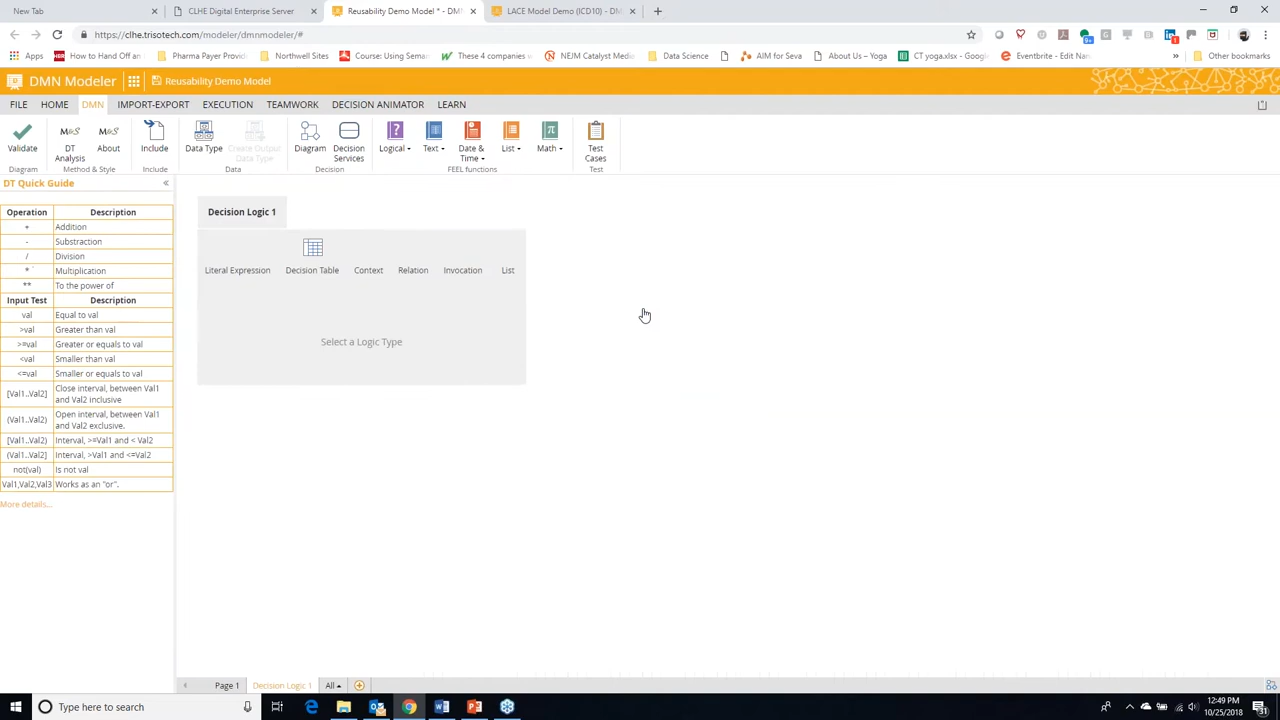 New Tab
CLHE Digital Enterprise Server
Reusability Demo Model * - DMN
LACE Model Demo (ICD10) - DM
https://clhe.trisotech.com/modeler/dmnmodeler/#
Apps
How to Hand Off an
Pharma Payer Provid
Northwell Sites
Course: Using Seman
These 4 companies a
NEJM Catalyst Media
Data Science
AIM for Seva
About Us – Yoga
CT yoga.xlsx - Google
Eventbrite - Edit Nam
»
Other bookmarks
DMN Modeler
Reusability Demo Model
FILE HOME DMN IMPORT-EXPORT EXECUTION TEAMWORK DECISION ANIMATOR LEARN
Validate
DT Analysis
About
Include
Data Type
Create Output Data Type
Diagram
Decision Services
Logical
Text
Date & Time
List
Math
Test Cases
Diagram
Method & Style
Include
Data
Decision
FEEL functions
Test
DT Quick Guide «
Operation Description
+ Addition
- Substraction
/ Division
* ` Multiplication
** To the power of
Input Test Description
val Equal to val
>val Greater than val
>=val Greater or equals to val
<val Smaller than val
<=val Smaller or equals to val
[Val1..Val2] Close interval, between Val1 and Val2 inclusive
(Val1..Val2) Open interval, between Val1 and Val2 exclusive.
[Val1..Val2) Interval, >=Val1 and < Val2
(Val1..Val2] Interval, >Val1 and <=Val2
not(val) Is not val
Val1,Val2,Val3 Works as an "or".
More details...
Decision Logic 1
Literal Expression Decision Table Context Relation Invocation List
Select a Logic Type
Page 1 Decision Logic 1 All
Type here to search
12:49 PM
10/25/2018